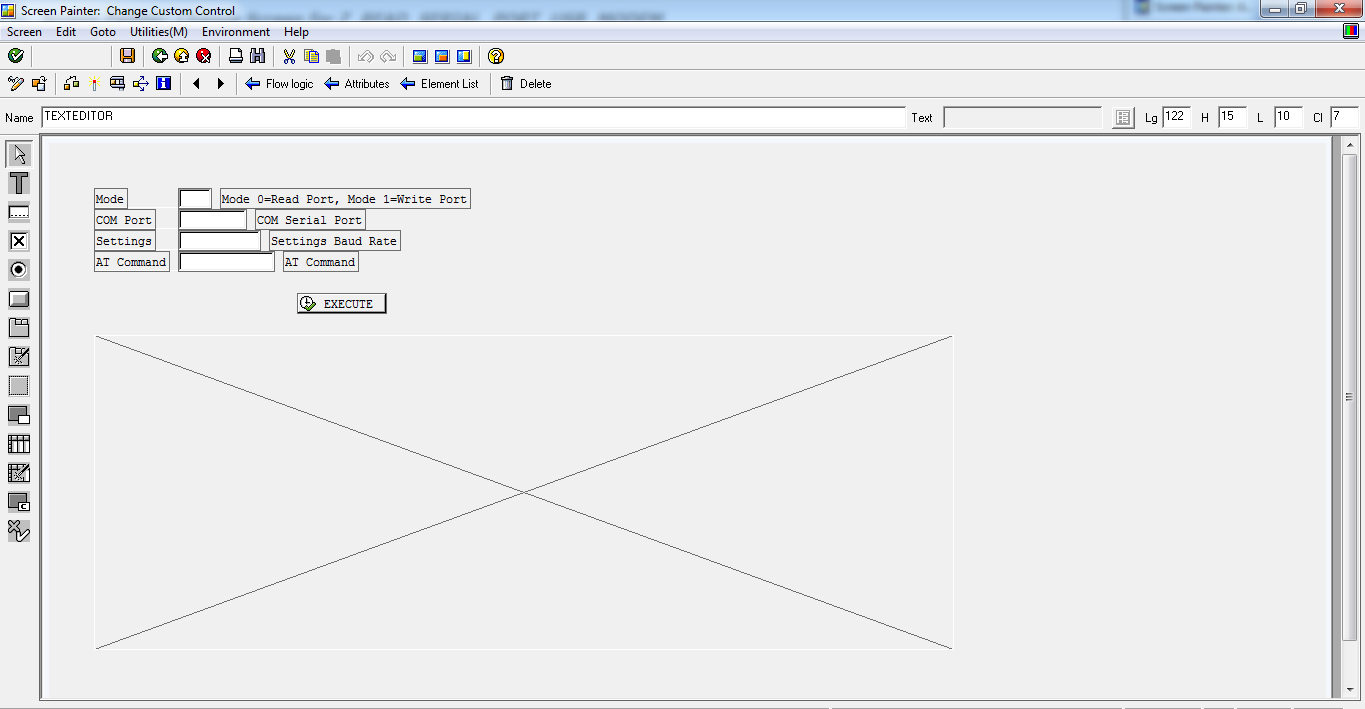 Screen Painter: Change Custom Control
Screen Edit Goto Utilities(M) Environment Help
Flow logic Attributes Element List Delete
Name TEXTEDITOR Text Lg 122 H 15 L 10 Cl 7
Mode Mode 0=Read Port, Mode 1=Write Port
COM Port COM Serial Port
Settings Settings Baud Rate
AT Command AT Command
EXECUTE